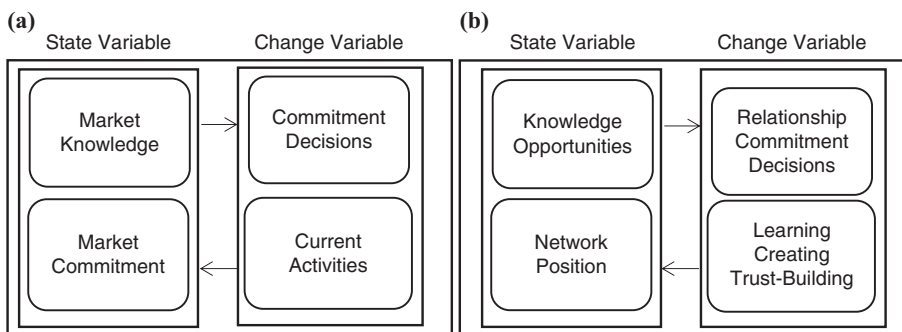 (a)
State Variable
Change Variable
Market
Knowledge
Commitment
Decisions
Market
Commitment
Current
Activities
(b)
State Variable
Change Variable
Knowledge
Opportunities
Relationship
Commitment
Decisions
Network
Position
Learning
Creating
Trust-Building